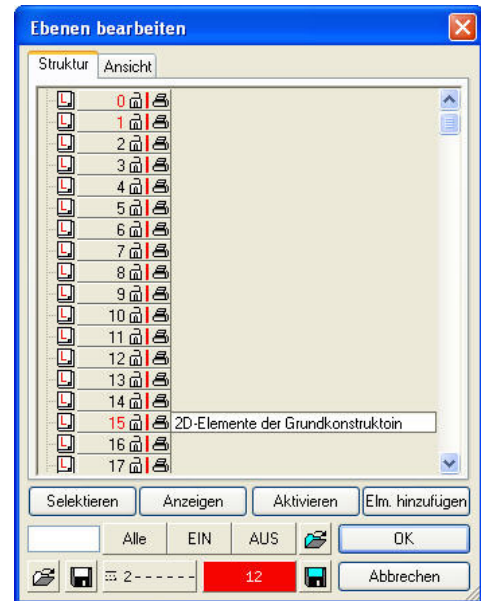 Ebenen bearbeiten
Struktur Ansicht
0
1
2
3
4
5
6
7
8
9
10
11
12
13
14
15 2D-Elemente der Grundkonstruktoin
16
17
Selektieren Anzeigen Aktivieren Elm. hinzufügen
Alle EIN AUS OK
2 - - - - - - 12 Abbrechen